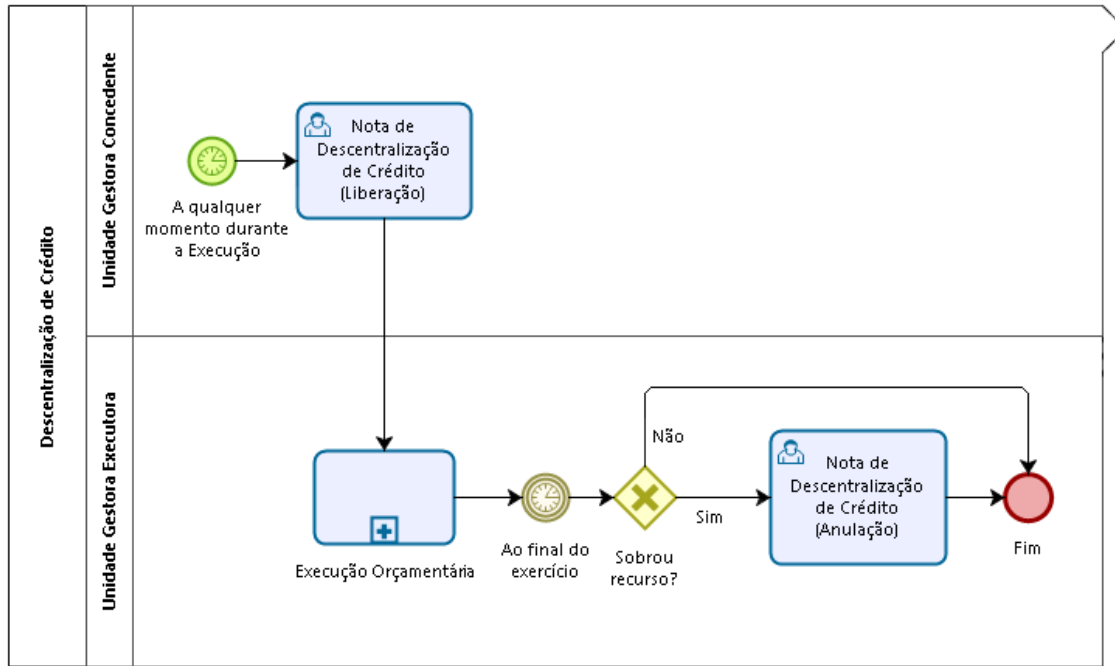 Descentralização de Crédito
Unidade Gestora Concedente
A qualquer
momento durante
a Execução
Nota de
Descentralização
de Crédito
(Liberação)
Unidade Gestora Executora
Execução Orçamentária
Ao final do
exercício
Sobrou
recurso?
Não
Sim
Nota de
Descentralização
de Crédito
(Anulação)
Fim